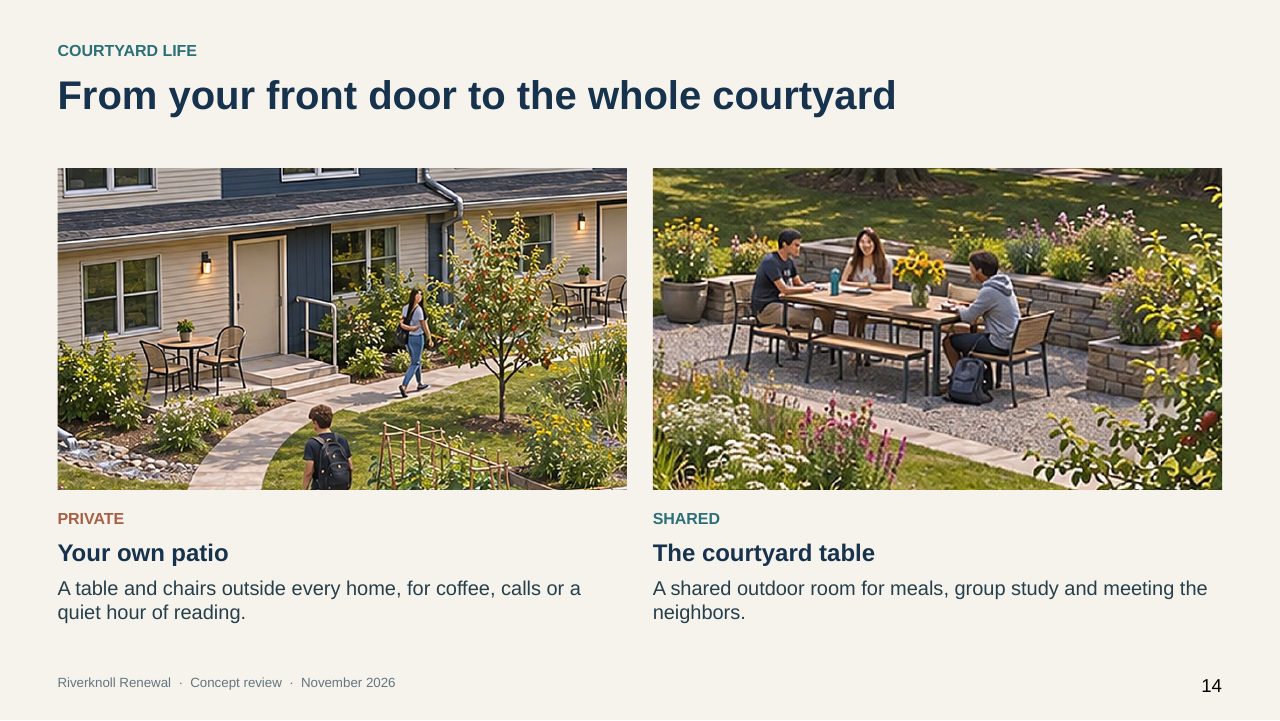 COURTYARD LIFE
From your front door to the whole courtyard
PRIVATE
Your own patio
A table and chairs outside every home, for coffee, calls or a
quiet hour of reading.
SHARED
The courtyard table
A shared outdoor room for meals, group study and meeting the
neighbors.
Riverknoll Renewal · Concept review · November 2026
14